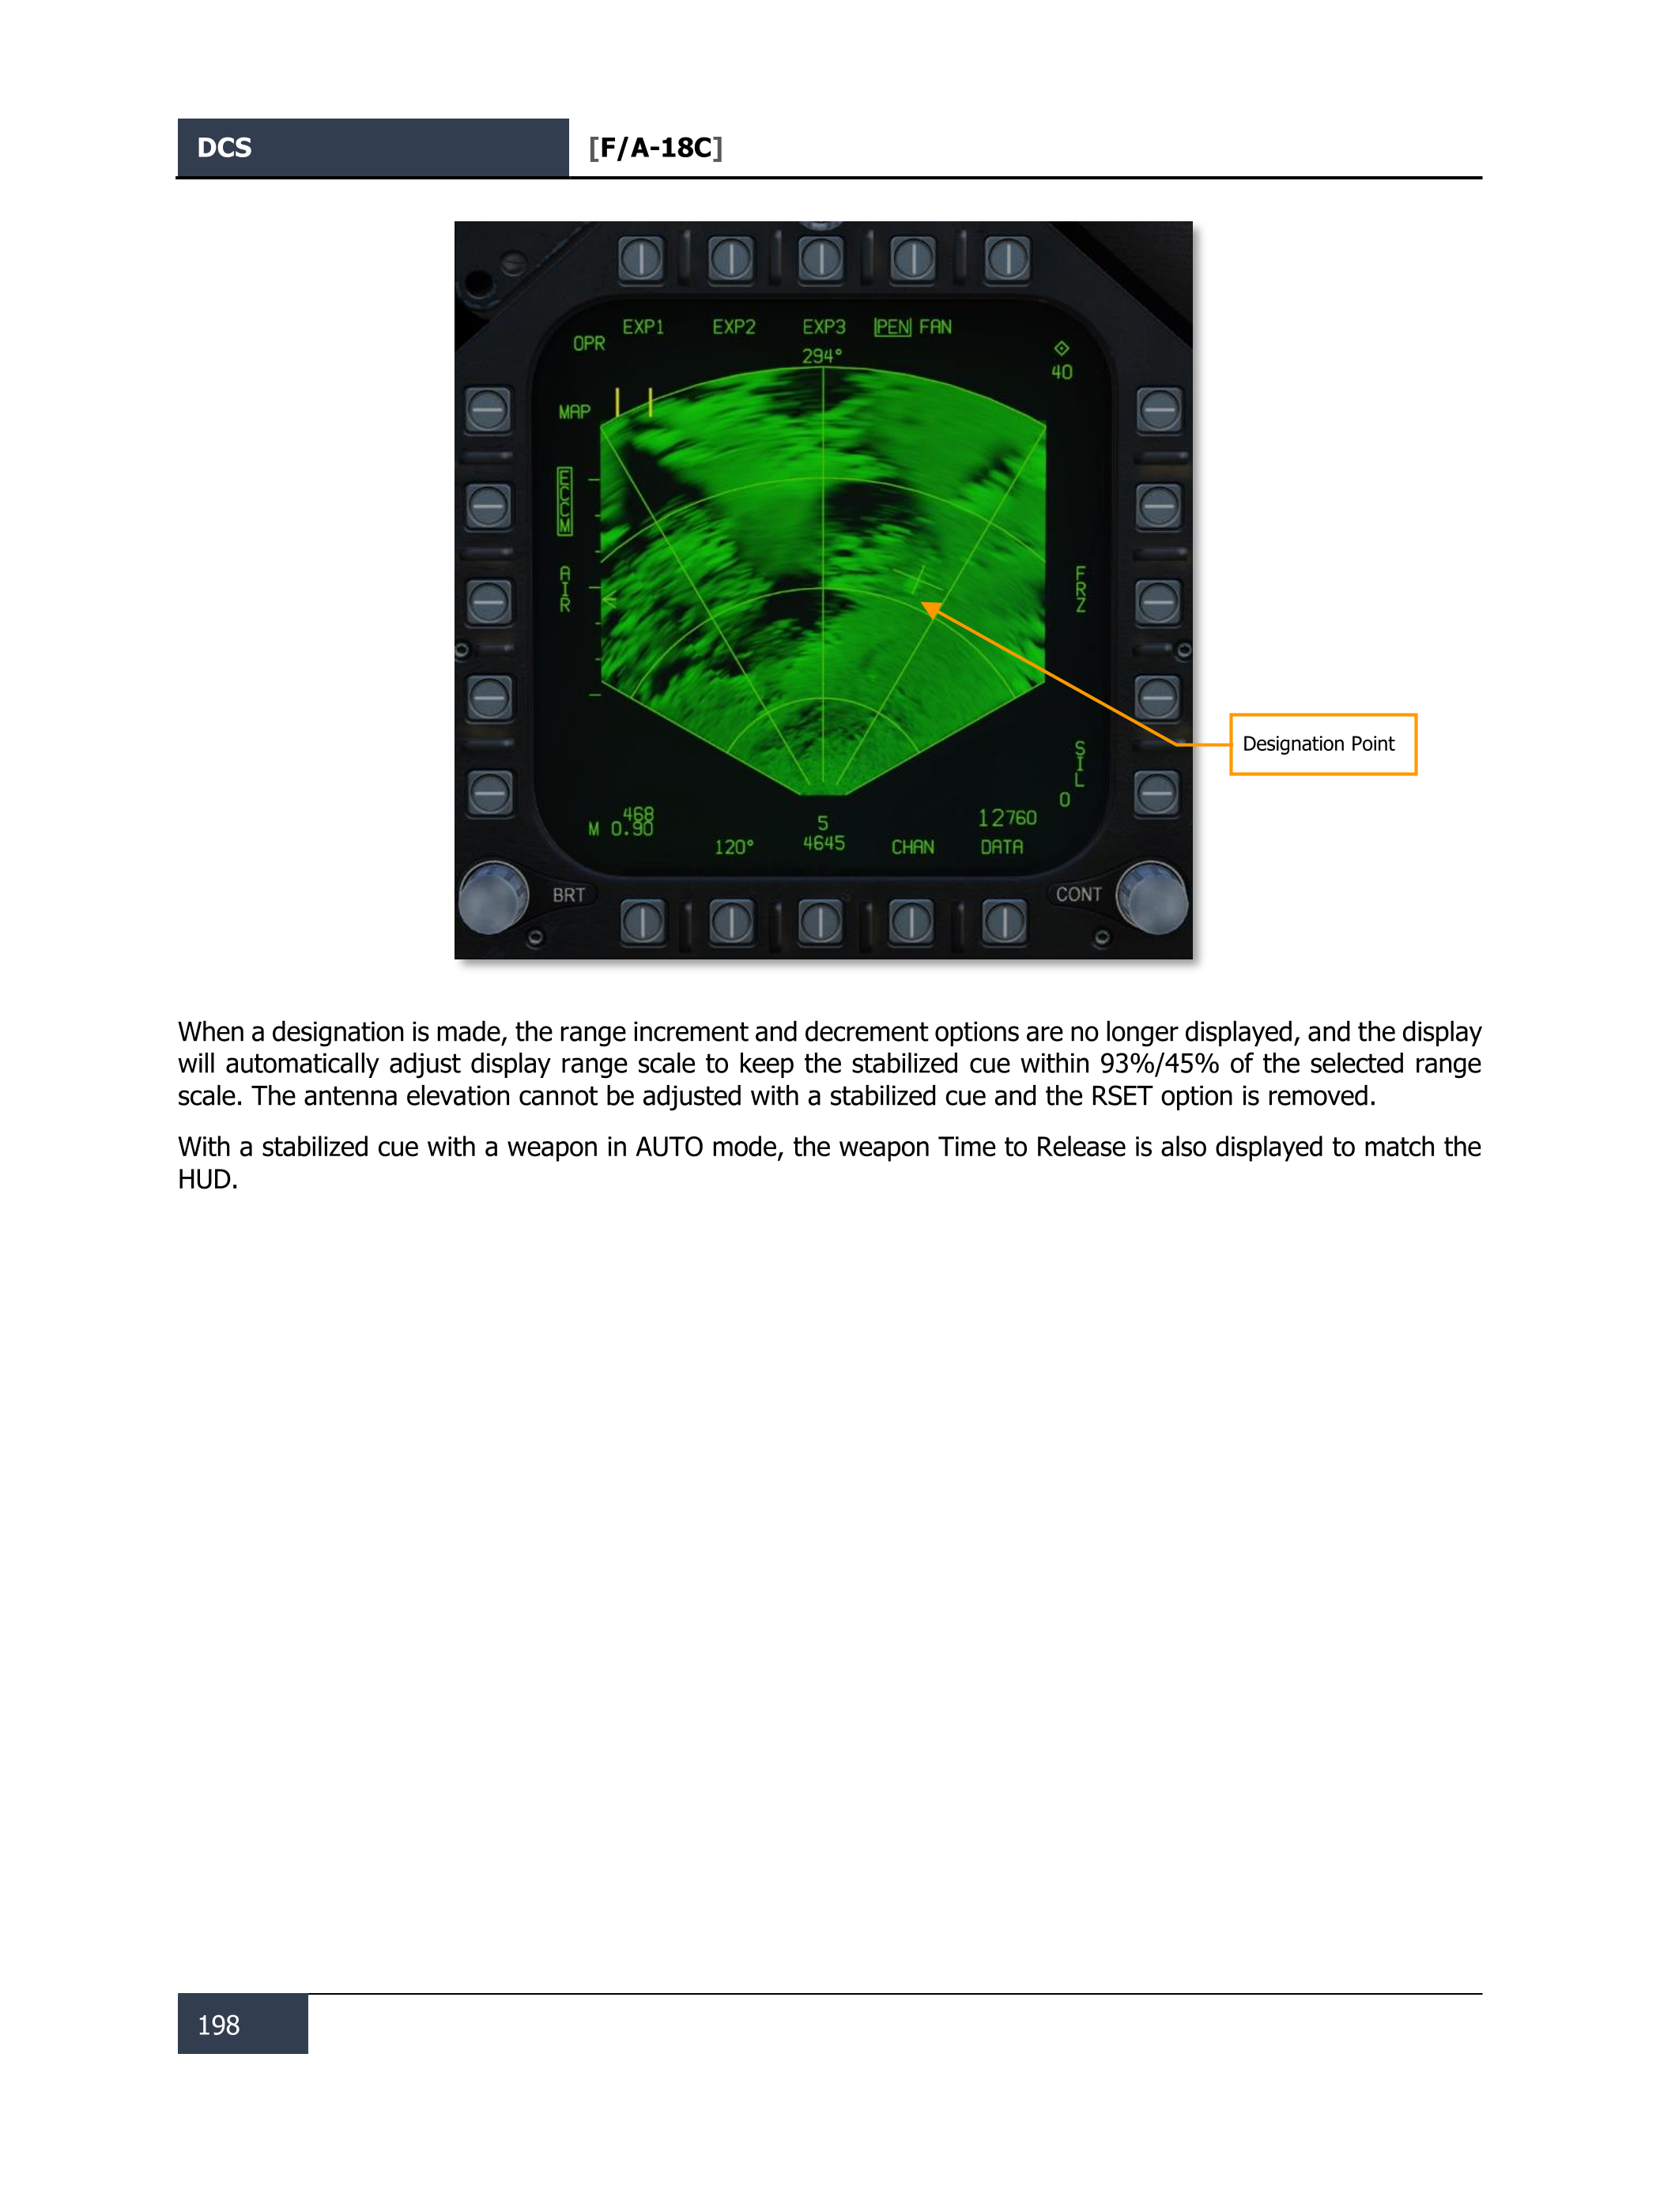 DCS [F/A-18C]
EXP1 EXP2 EXP3 PEN FAN
OPR
294°
40
MAP
ECCM
AIR
FRZ
Designation Point
SIL
0
468
M 0.90
5
12760
120° 4645 CHAN DATA
BRT CONT
When a designation is made, the range increment and decrement options are no longer displayed, and the display
will automatically adjust display range scale to keep the stabilized cue within 93%/45% of the selected range
scale. The antenna elevation cannot be adjusted with a stabilized cue and the RSET option is removed.
With a stabilized cue with a weapon in AUTO mode, the weapon Time to Release is also displayed to match the
HUD.
198